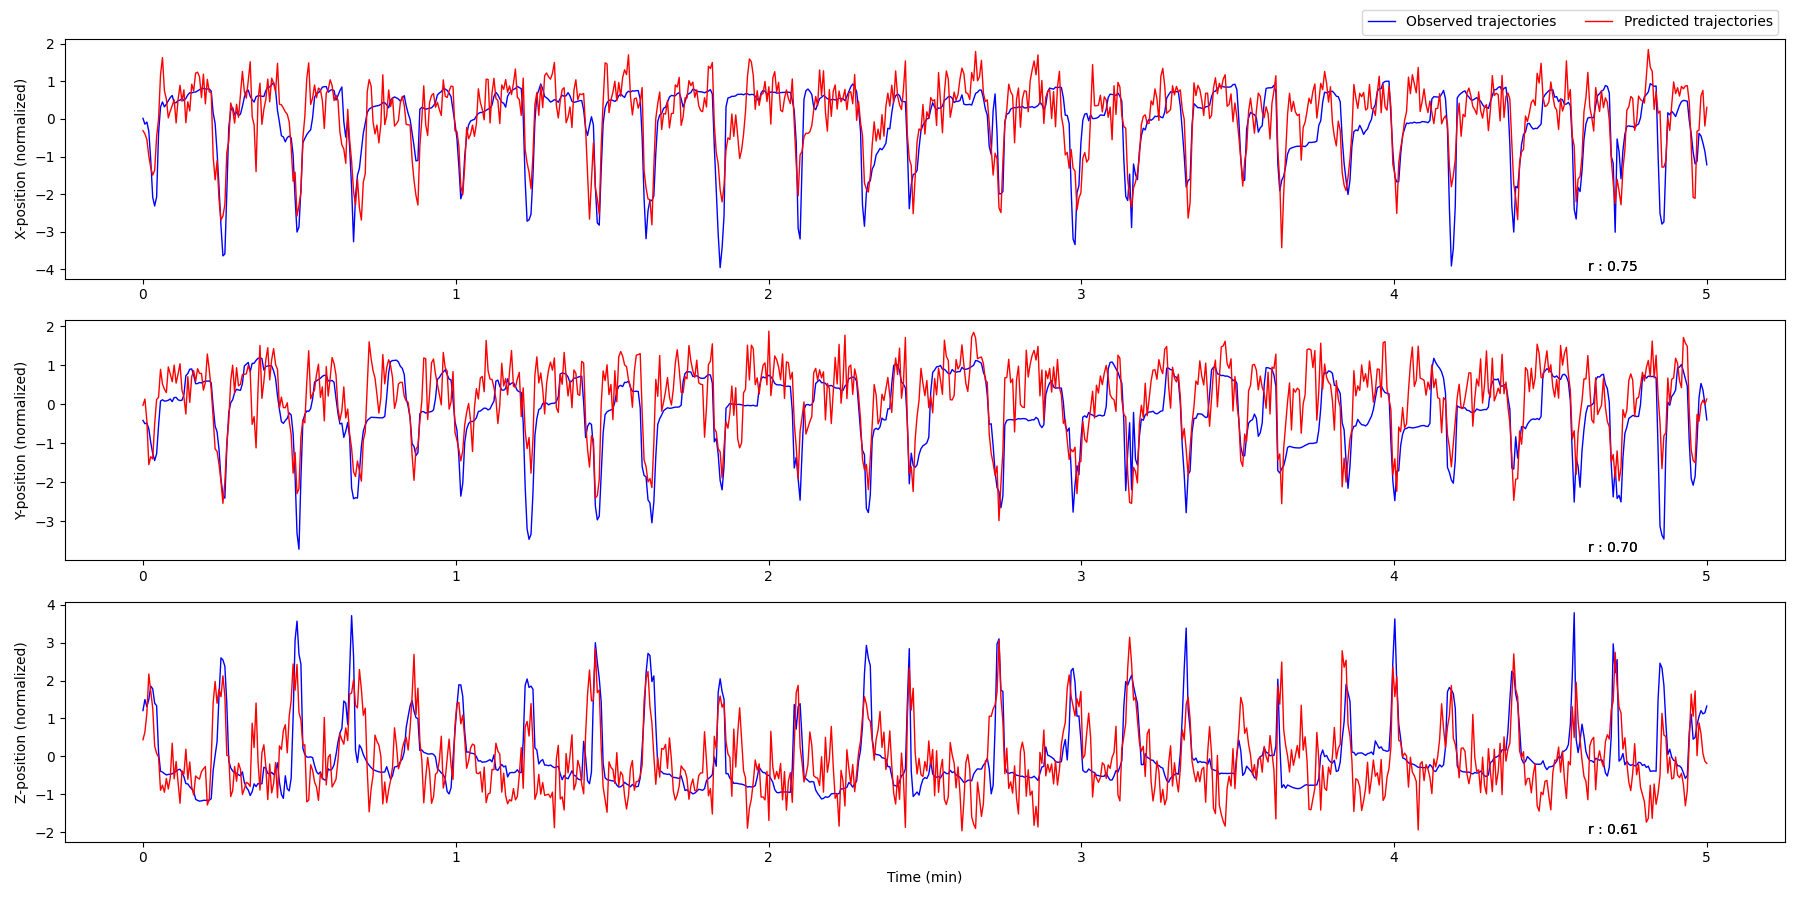 Observed trajectories Predicted trajectories
X-position (normalized)
2
1
0
−1
−2
−3
−4
r : 0.75
0 1 2 3 4 5
Y-position (normalized)
2
1
0
−1
−2
−3
r : 0.70
0 1 2 3 4 5
Z-position (normalized)
4
3
2
1
0
−1
−2
r : 0.61
0 1 2 3 4 5
Time (min)